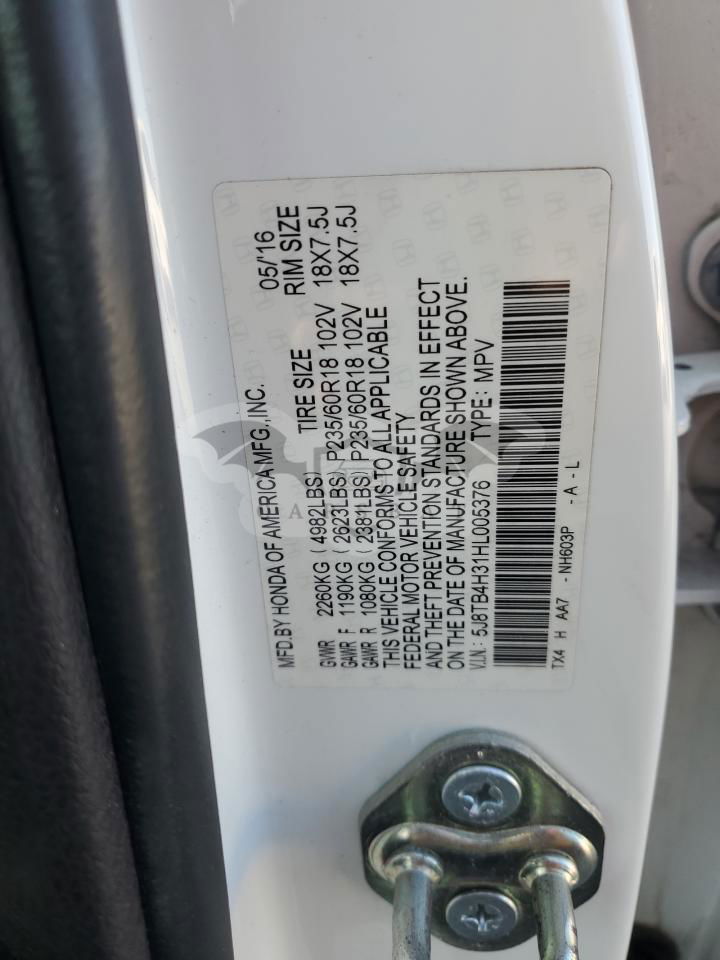 MFD.BY HONDA OF AMERICA MFG.,INC. 05/'16
GVWR 2260KG (4982LBS) TIRE SIZE RIM SIZE
GAWR F 1190KG (2623LBS) P235/60R18 102V 18X7.5J
GAWR R 1080KG (2381LBS) P235/60R18 102V 18X7.5J
THIS VEHICLE CONFORMS TO ALL APPLICABLE
FEDERAL MOTOR VEHICLE SAFETY
AND THEFT PREVENTION STANDARDS IN EFFECT
ON THE DATE OF MANUFACTURE SHOWN ABOVE.
V.I.N.: 5J8TB4H31HL005376 TYPE: MPV
TX4 H AA7 -NH603P -A-L